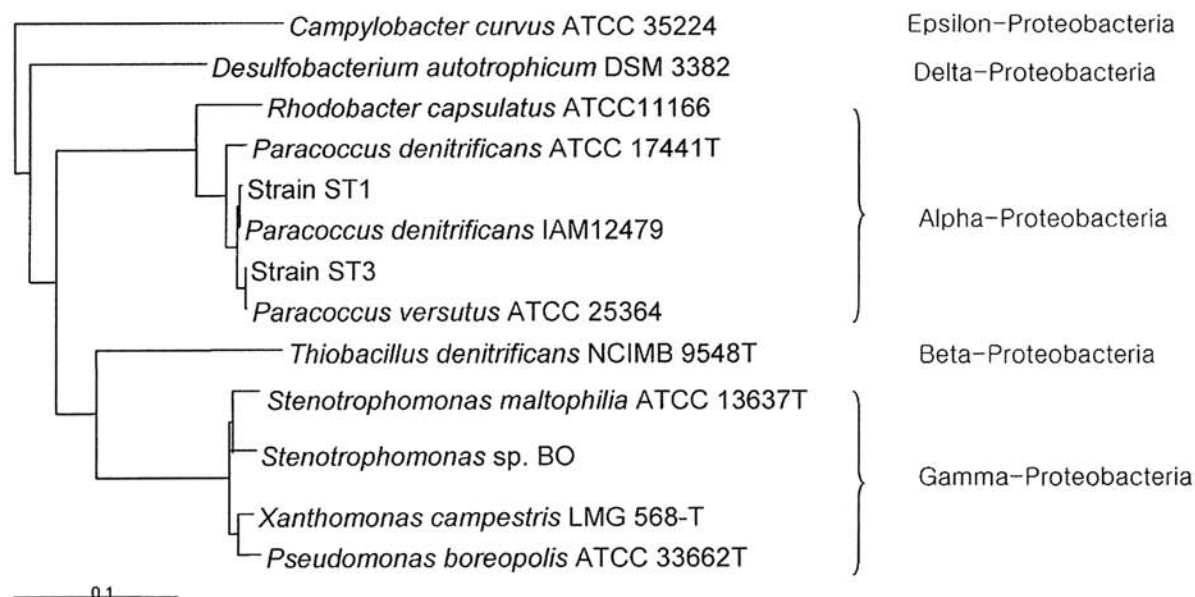 Campylobacter curvus ATCC 35224 Epsilon-Proteobacteria
Desulfobacterium autotrophicum DSM 3382 Delta-Proteobacteria
Rhodobacter capsulatus ATCC11166
Paracoccus denitrificans ATCC 17441T
Strain ST1
Alpha-Proteobacteria
Paracoccus denitrificans IAM12479
Strain ST3
Paracoccus versutus ATCC 25364
Thiobacillus denitrificans NCIMB 9548T Beta-Proteobacteria
Stenotrophomonas maltophilia ATCC 13637T
Stenotrophomonas sp. BO
Gamma-Proteobacteria
Xanthomonas campestris LMG 568-T
Pseudomonas boreopolis ATCC 33662T
0.1